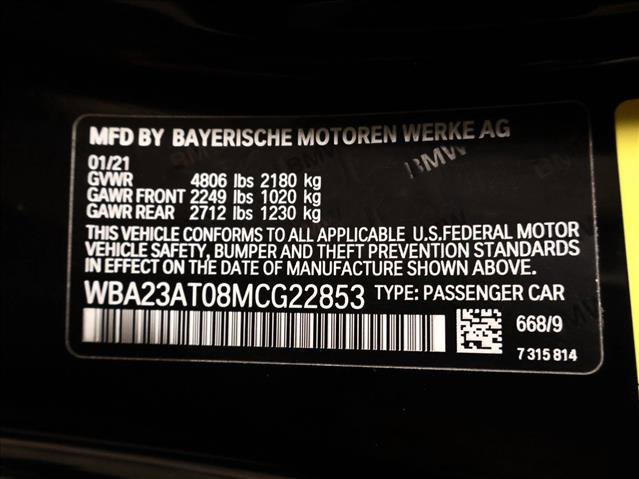 MFD BY BAYERISCHE MOTOREN WERKE AG
BMW
01/21
GVWR 4806 lbs 2180 kg
GAWR FRONT 2249 lbs 1020 kg
GAWR REAR 2712 lbs 1230 kg
THIS VEHICLE CONFORMS TO ALL APPLICABLE U.S.FEDERAL MOTOR
VEHICLE SAFETY, BUMPER AND THEFT PREVENTION STANDARDS
IN EFFECT ON THE DATE OF MANUFACTURE SHOWN ABOVE.
WBA23AT08MCG22853 TYPE: PASSENGER CAR
668/9
7 315 814